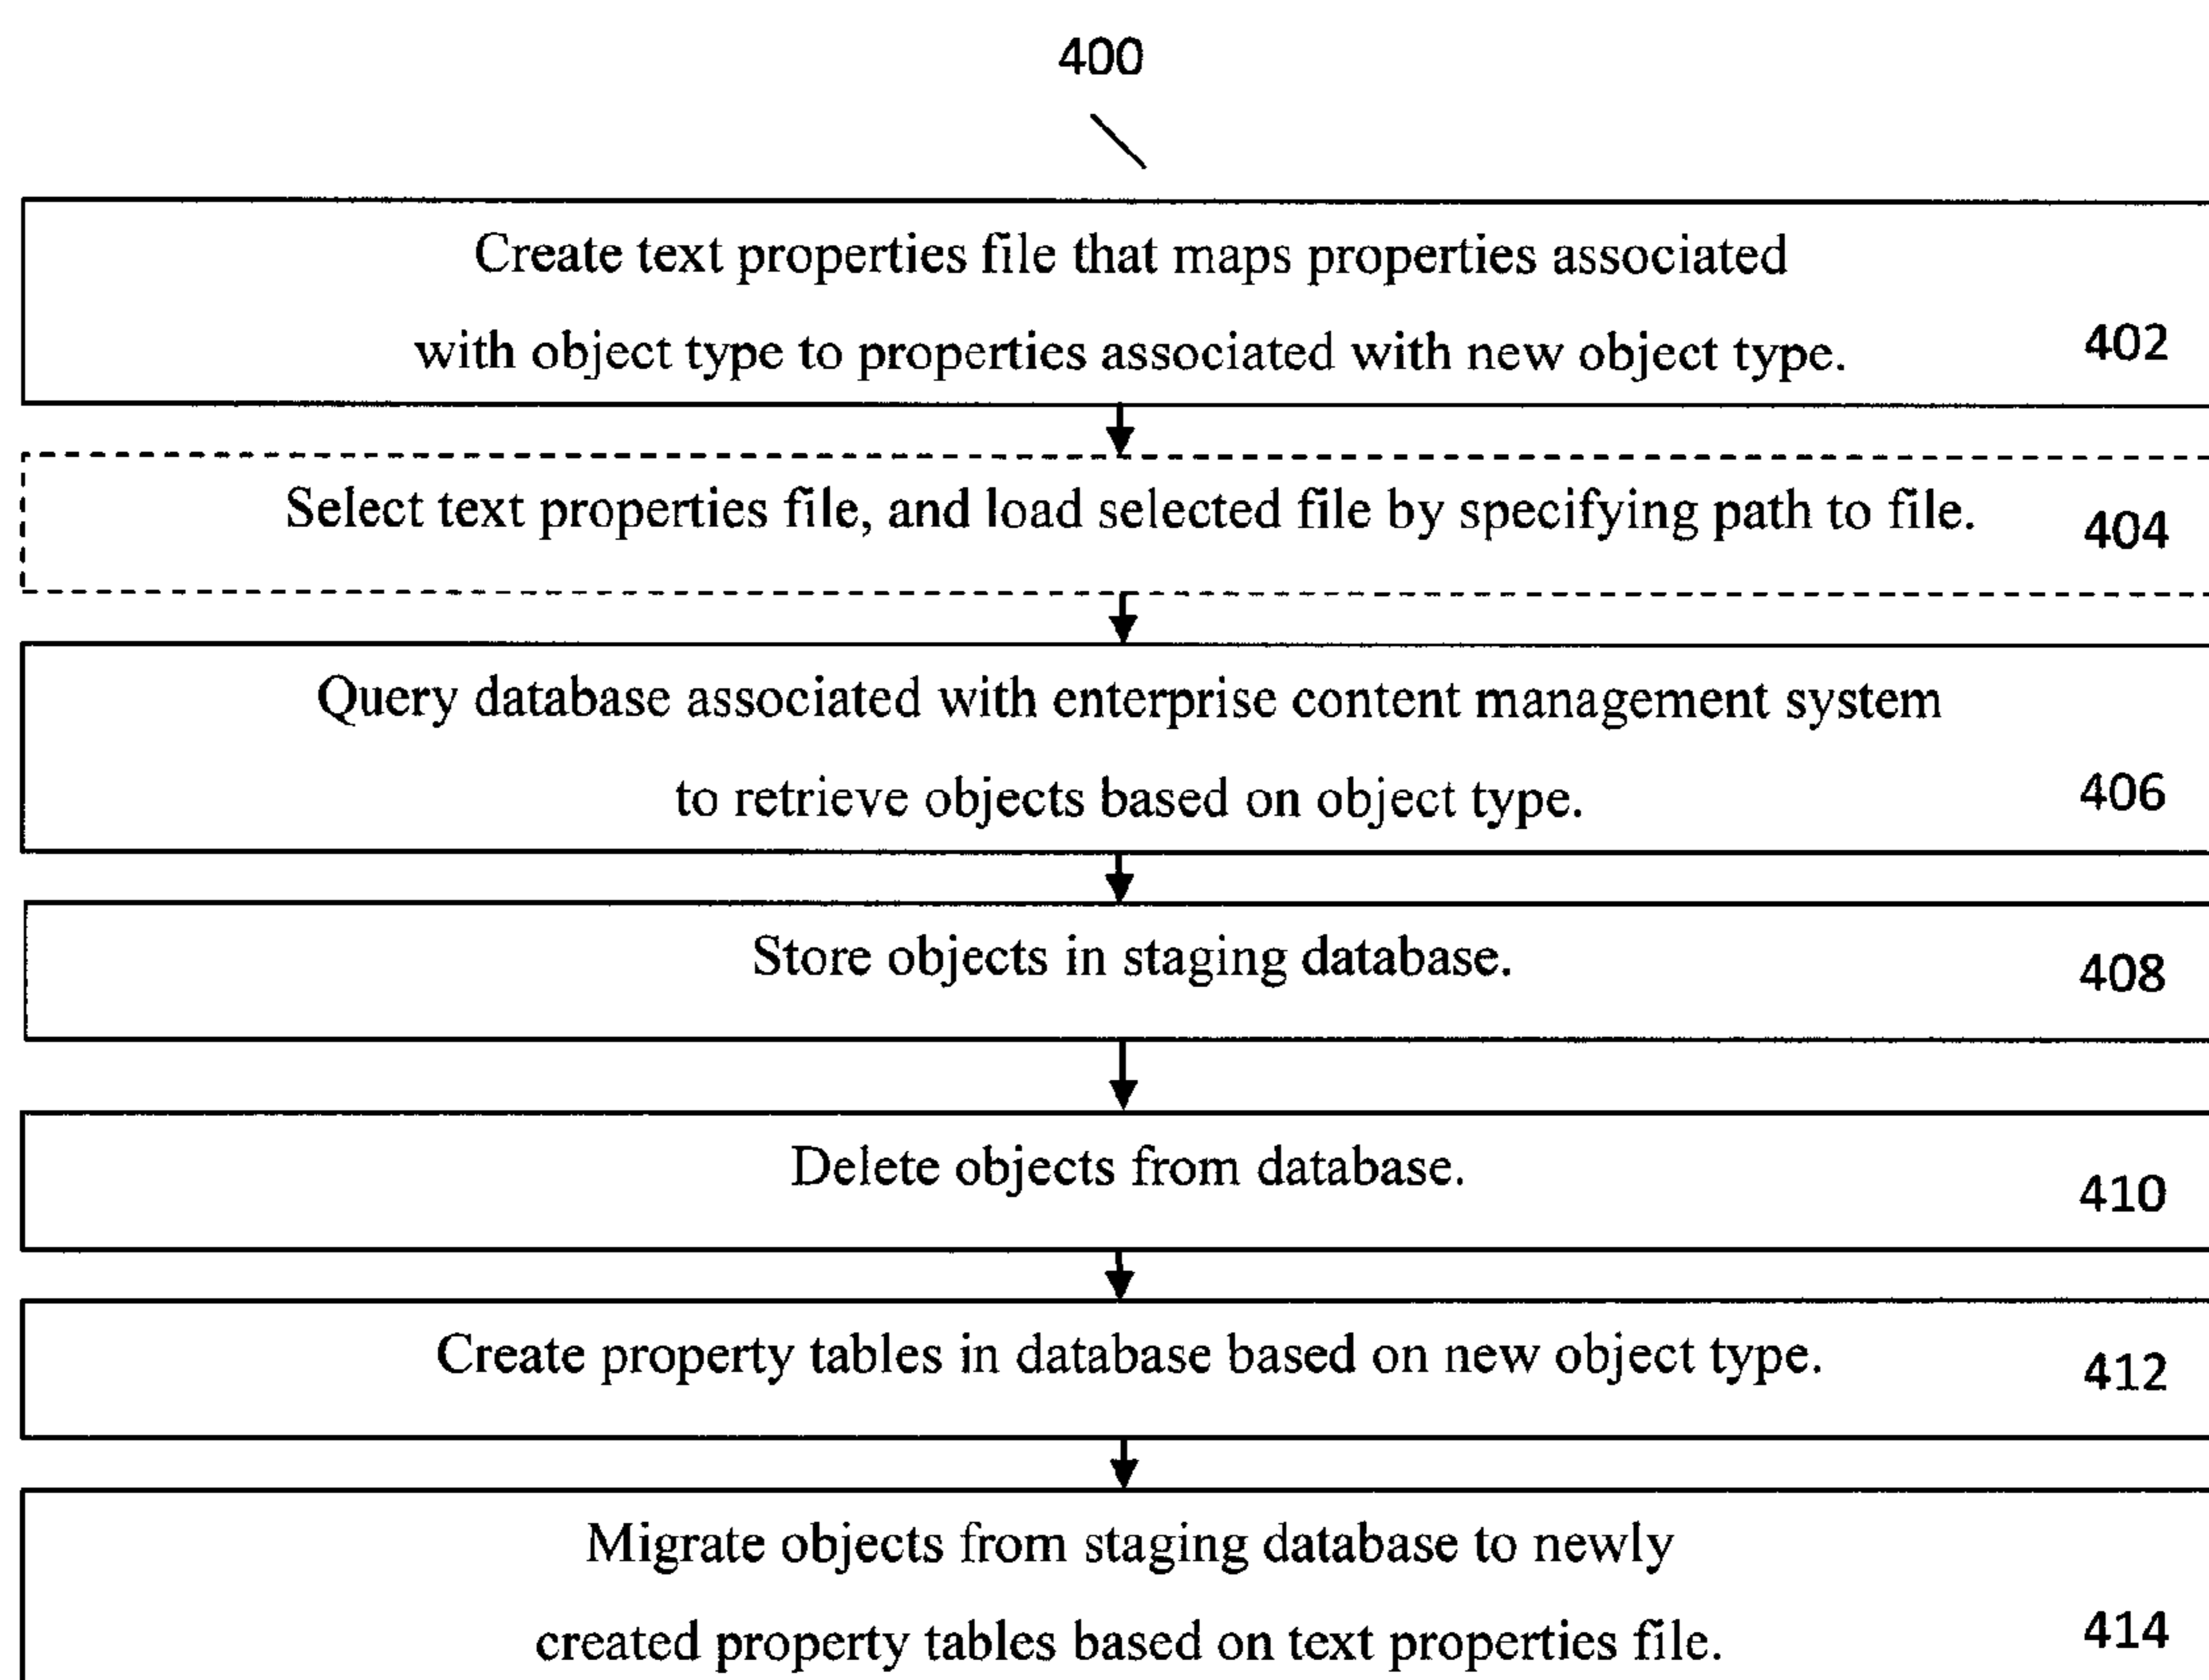 400
Create text properties file that maps properties associated
with object type to properties associated with new object type.
402
Select text properties file, and load selected file by specifying path to file.
404
Query database associated with enterprise content management system
to retrieve objects based on object type.
406
Store objects in staging database.
408
Delete objects from database.
410
Create property tables in database based on new object type.
412
Migrate objects from staging database to newly
created property tables based on text properties file.
414